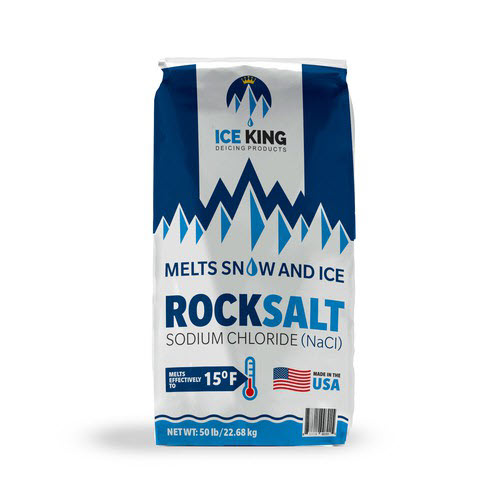 ICE KING
DEICING PRODUCTS
MELTS SNOW AND ICE
ROCKSALT
SODIUM CHLORIDE (NaCl)
MELTS
EFFECTIVELY
TO
15°F
MADE IN THE
USA
NET WT: 50 lb/22.68 kg